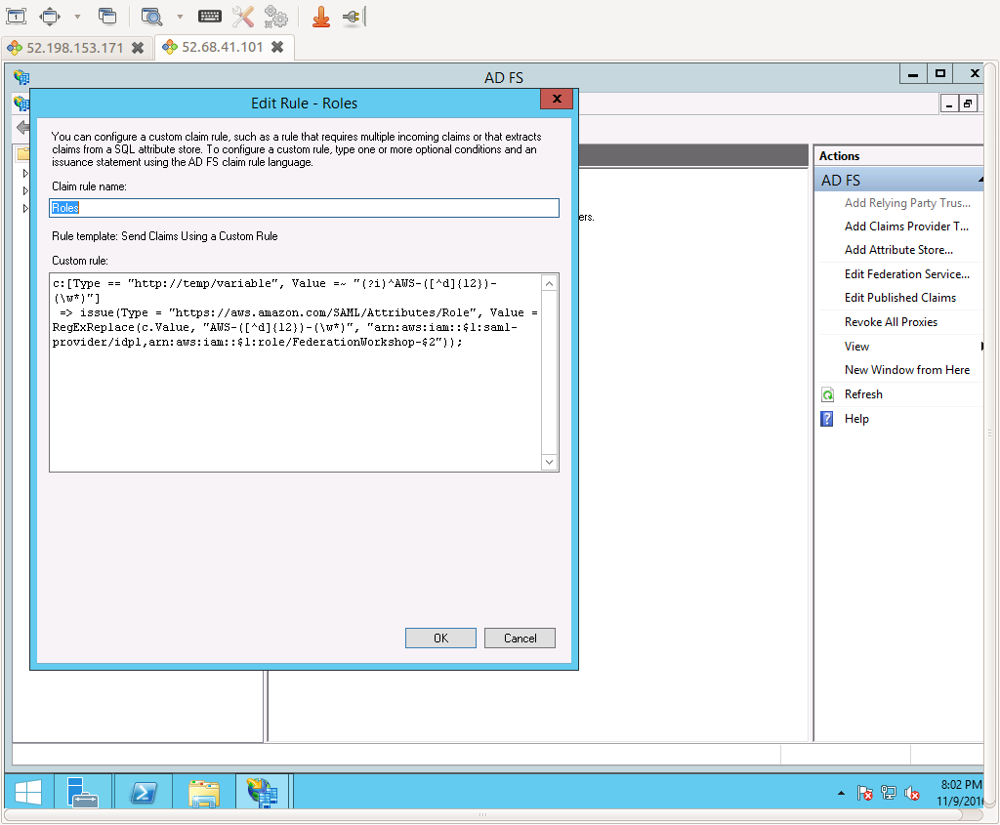 52.198.153.171
52.68.41.101
AD FS
Edit Rule - Roles
You can configure a custom claim rule, such as a rule that requires multiple incoming claims or that extracts
claims from a SQL attribute store. To configure a custom rule, type one or more optional conditions and an
issuance statement using the AD FS claim rule language.
Claim rule name:
Roles
Rule template: Send Claims Using a Custom Rule
Custom rule:
c:[Type == "http://temp/variable", Value =~ "(?i)^AWS-([^d]{12})-
(\w*)"]
=> issue(Type = "https://aws.amazon.com/SAML/Attributes/Role", Value =
RegExReplace(c.Value, "AWS-([^d]{12})-(\w*)", "arn:aws:iam::$1:saml-
provider/idp1,arn:aws:iam::$1:role/FederationWorkshop-$2"));
OK
Cancel
ers.
Actions
AD FS
Add Relying Party Trus...
Add Claims Provider T...
Add Attribute Store...
Edit Federation Service...
Edit Published Claims
Revoke All Proxies
View
New Window from Here
Refresh
Help
8:02 PM
11/9/201